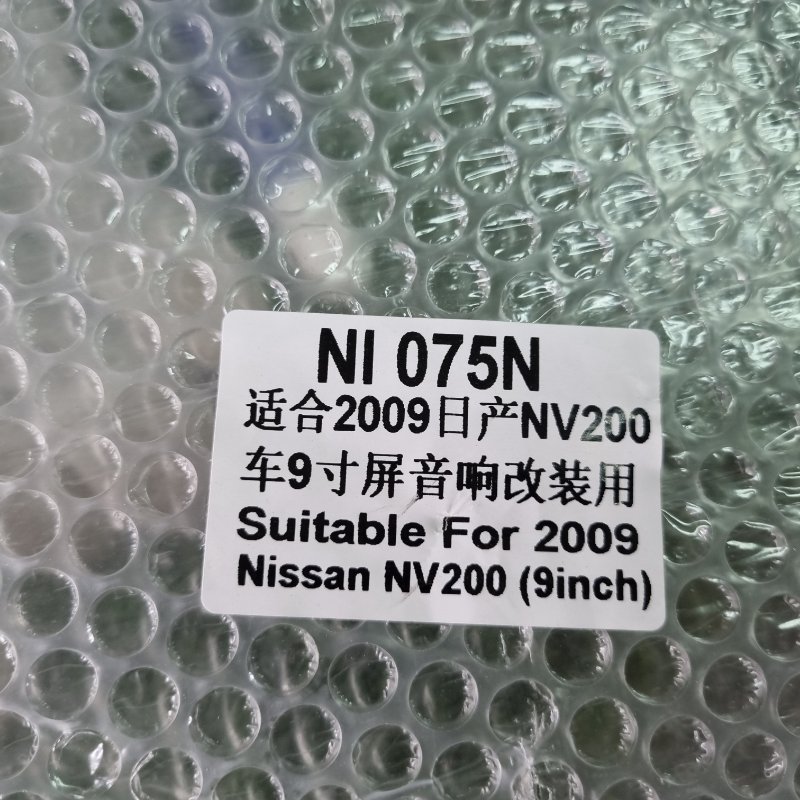 NI 075N
适合2009日产NV200
车9寸屏音响改装用
Suitable For 2009
Nissan NV200 (9inch)